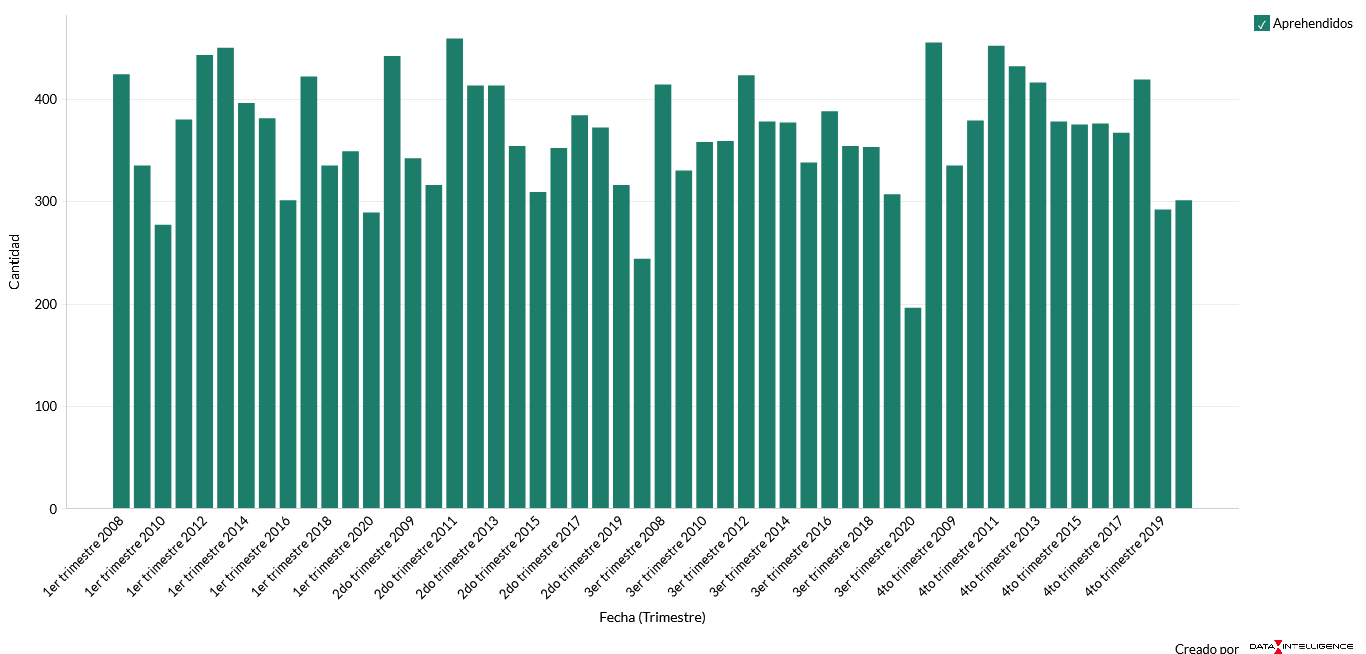 ✓ Aprehendidos
Cantidad
400
300
200
100
0
1er trimestre 2008
1er trimestre 2010
1er trimestre 2012
1er trimestre 2014
1er trimestre 2016
1er trimestre 2018
1er trimestre 2020
2do trimestre 2009
2do trimestre 2011
2do trimestre 2013
2do trimestre 2015
2do trimestre 2017
2do trimestre 2019
3er trimestre 2008
3er trimestre 2010
3er trimestre 2012
3er trimestre 2014
3er trimestre 2016
3er trimestre 2018
3er trimestre 2020
4to trimestre 2009
4to trimestre 2011
4to trimestre 2013
4to trimestre 2015
4to trimestre 2017
4to trimestre 2019
Fecha (Trimestre)
Creado por DATA INTELLIGENCE